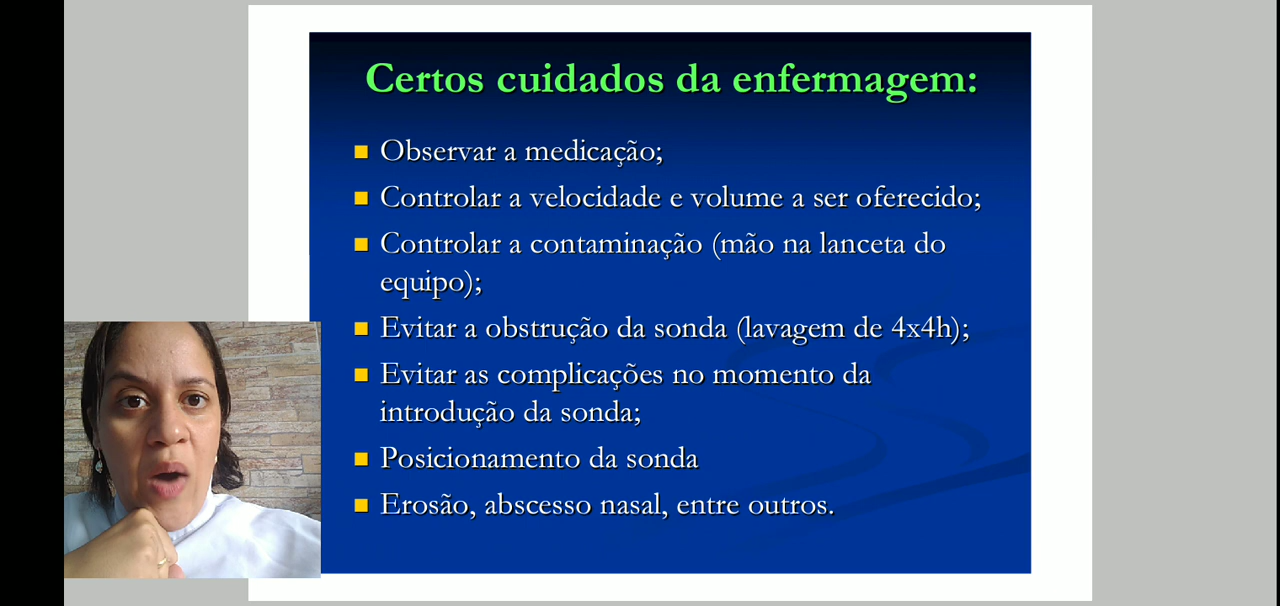 Certos cuidados da enfermagem:
Observar a medicação;
Controlar a velocidade e volume a ser oferecido;
Controlar a contaminação (mão na lanceta do
equipo);
Evitar a obstrução da sonda (lavagem de 4x4h);
Evitar as complicações no momento da
introdução da sonda;
Posicionamento da sonda
Erosão, abscesso nasal, entre outros.